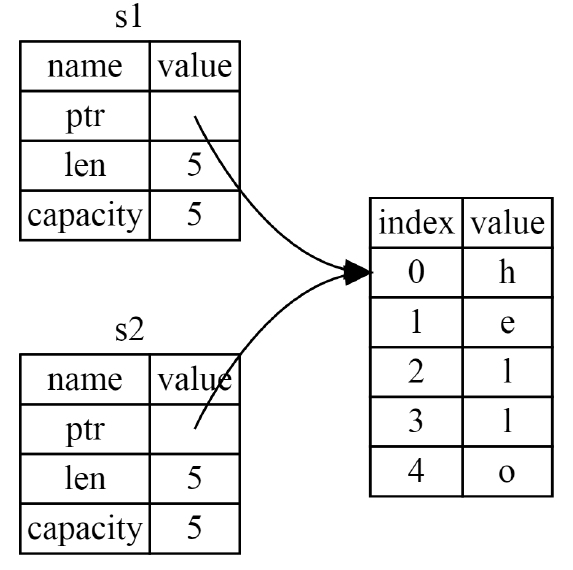 s1
name value
ptr
len 5
capacity 5
s2
name value
ptr
len 5
capacity 5
index value
0 h
1 e
2 l
3 l
4 o